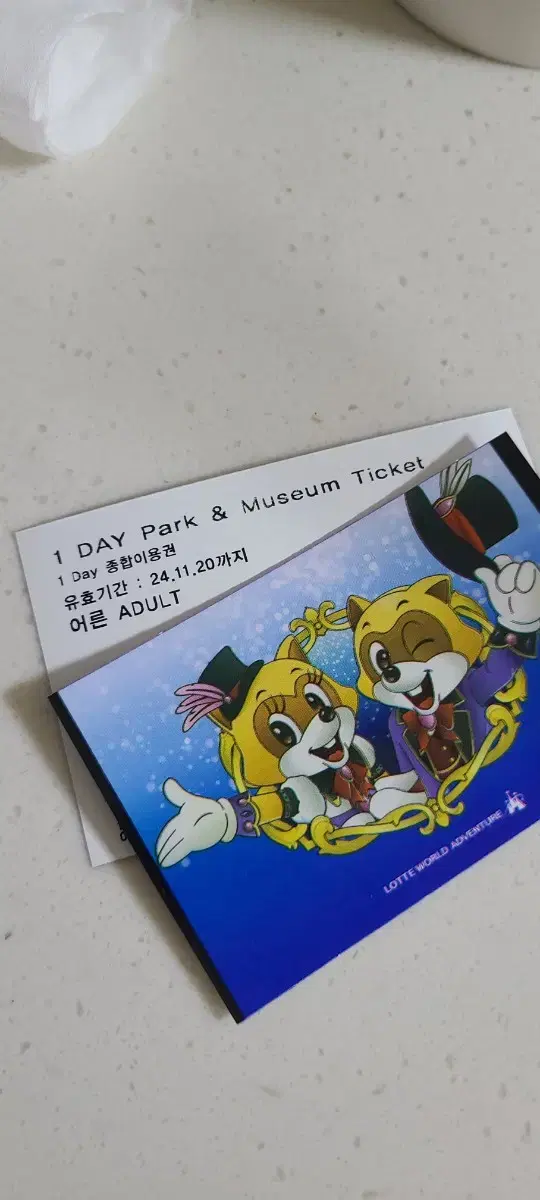 1 DAY Park & Museum Ticket
1 Day 종합이용권
유효기간 : 24.11.20까지
어른 ADULT
LOTTE WORLD ADVENTURE